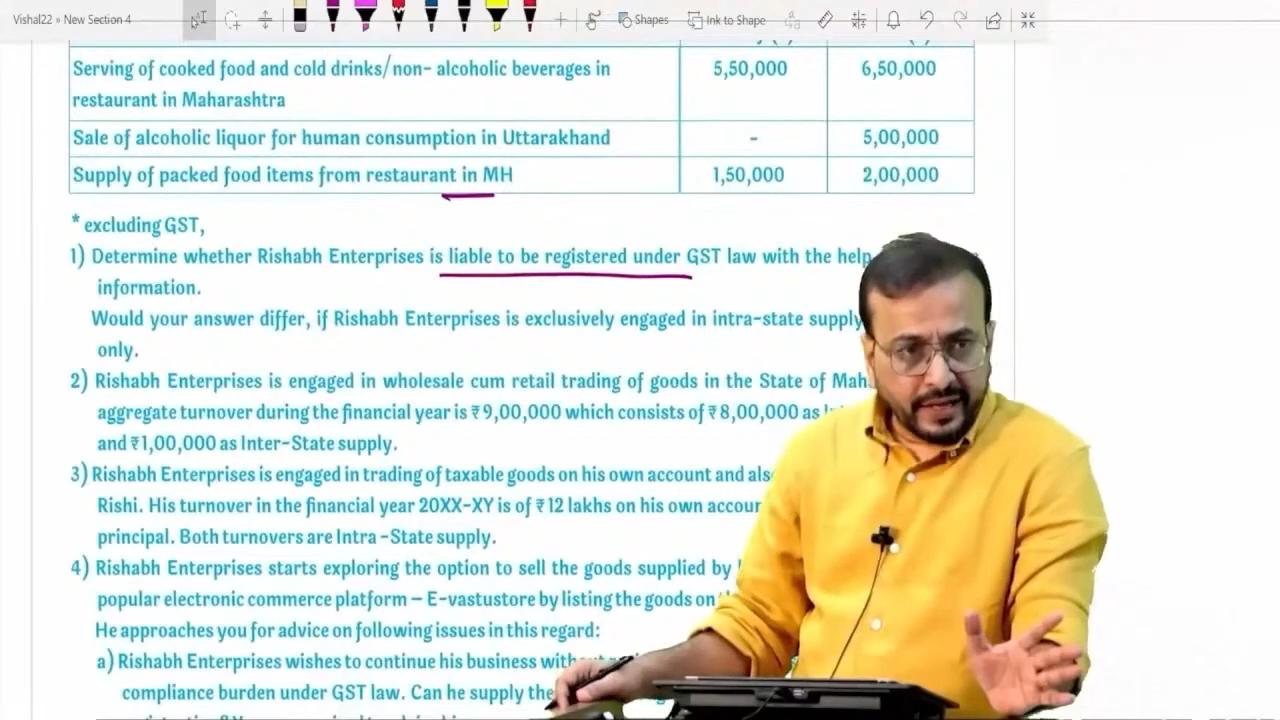 Vishal22 » New Section 4
Shapes
Ink to Shape
Serving of cooked food and cold drinks/non- alcoholic beverages in 5,50,000 6,50,000
restaurant in Maharashtra
Sale of alcoholic liquor for human consumption in Uttarakhand - 5,00,000
Supply of packed food items from restaurant in MH 1,50,000 2,00,000
* excluding GST,
1) Determine whether Rishabh Enterprises is liable to be registered under GST law with the help
information.
Would your answer differ, if Rishabh Enterprises is exclusively engaged in intra-state supply
only.
2) Rishabh Enterprises is engaged in wholesale cum retail trading of goods in the State of Mah
aggregate turnover during the financial year is ₹9,00,000 which consists of ₹8,00,000 as
and ₹1,00,000 as Inter-State supply.
3) Rishabh Enterprises is engaged in trading of taxable goods on his own account and also
Rishi. His turnover in the financial year 20XX-XY is of ₹12 lakhs on his own accoun
principal. Both turnovers are Intra -State supply.
4) Rishabh Enterprises starts exploring the option to sell the goods supplied by
popular electronic commerce platform – E-vastustore by listing the goods on
He approaches you for advice on following issues in this regard:
a) Rishabh Enterprises wishes to continue his business with
compliance burden under GST law. Can he supply the